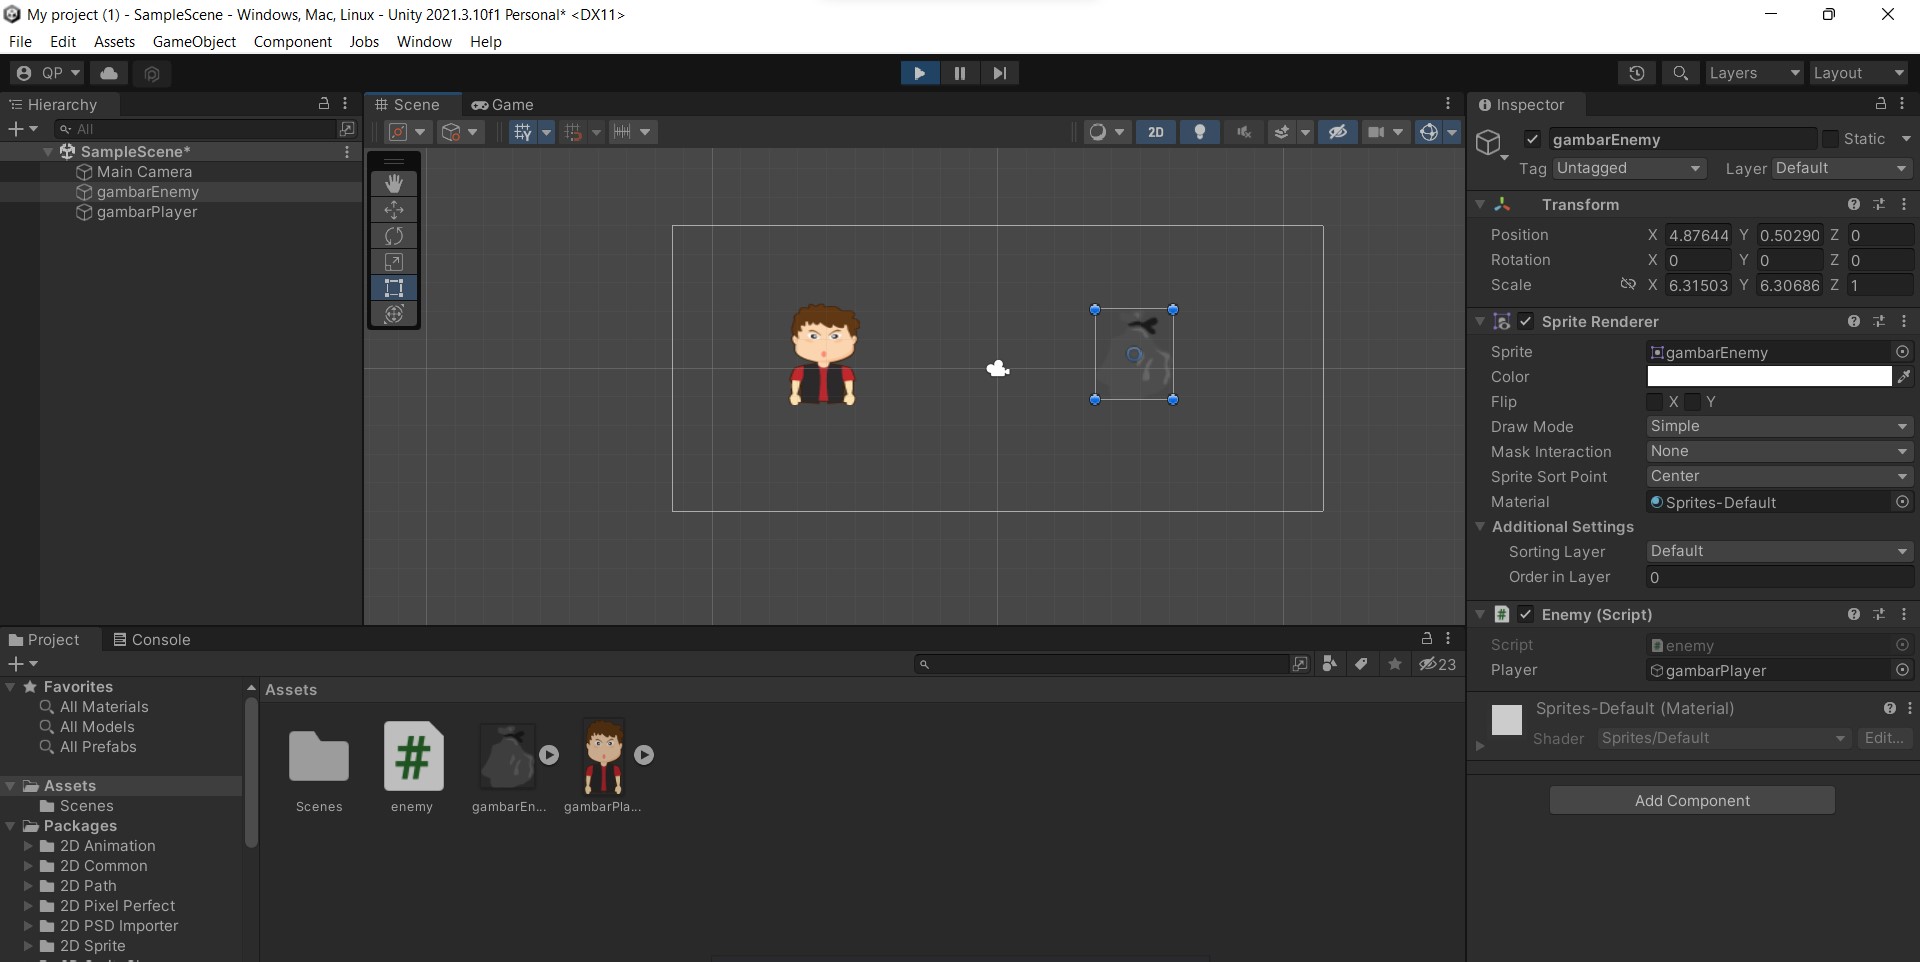 My project (1) - SampleScene - Windows, Mac, Linux - Unity 2021.3.10f1 Personal* <DX11>
File Edit Assets GameObject Component Jobs Window Help
QP
Layers
Layout
Hierarchy
All
SampleScene*
Main Camera
gambarEnemy
gambarPlayer
Scene
Game
2D
Inspector
gambarEnemy
Static
Tag Untagged
Layer Default
Transform
Position X 4.87644 Y 0.50290 Z 0
Rotation X 0 Y 0 Z 0
Scale X 6.31503 Y 6.30686 Z 1
Sprite Renderer
Sprite gambarEnemy
Color
Flip X Y
Draw Mode Simple
Mask Interaction None
Sprite Sort Point Center
Material Sprites-Default
Additional Settings
Sorting Layer Default
Order in Layer 0
# Enemy (Script)
Script enemy
Player gambarPlayer
Sprites-Default (Material)
Shader Sprites/Default Edit...
Add Component
Project
Console
23
Favorites
All Materials
All Models
All Prefabs
Assets
Scenes
Packages
2D Animation
2D Common
2D Path
2D Pixel Perfect
2D PSD Importer
2D Sprite
Assets
#
Scenes
enemy
gambarEn...
gambarPla...